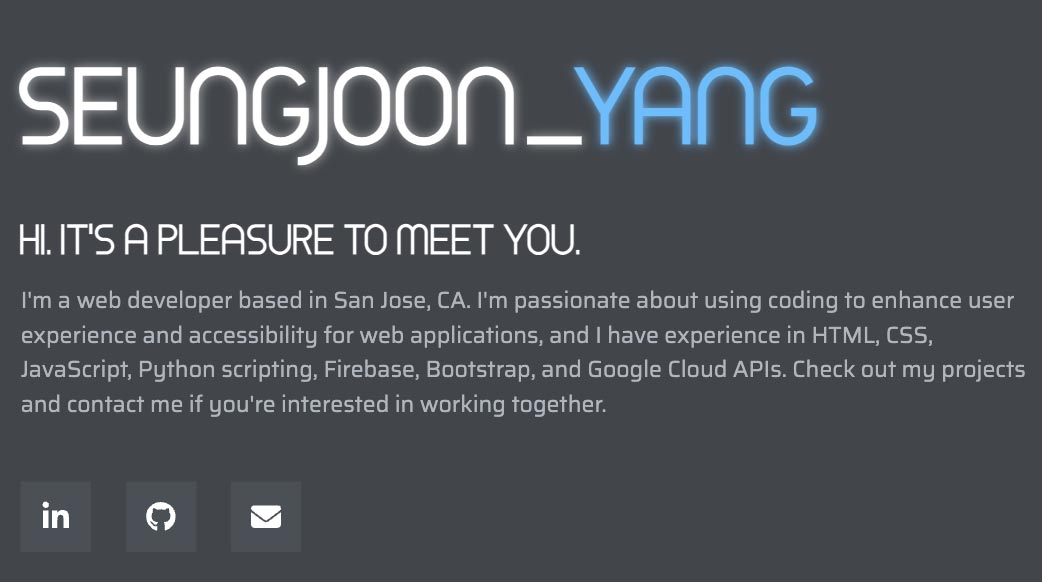 SEUNGJOON_YANG
HI. IT'S A PLEASURE TO MEET YOU.
I'm a web developer based in San Jose, CA. I'm passionate about using coding to enhance user
experience and accessibility for web applications, and I have experience in HTML, CSS,
JavaScript, Python scripting, Firebase, Bootstrap, and Google Cloud APIs. Check out my projects
and contact me if you're interested in working together.
in